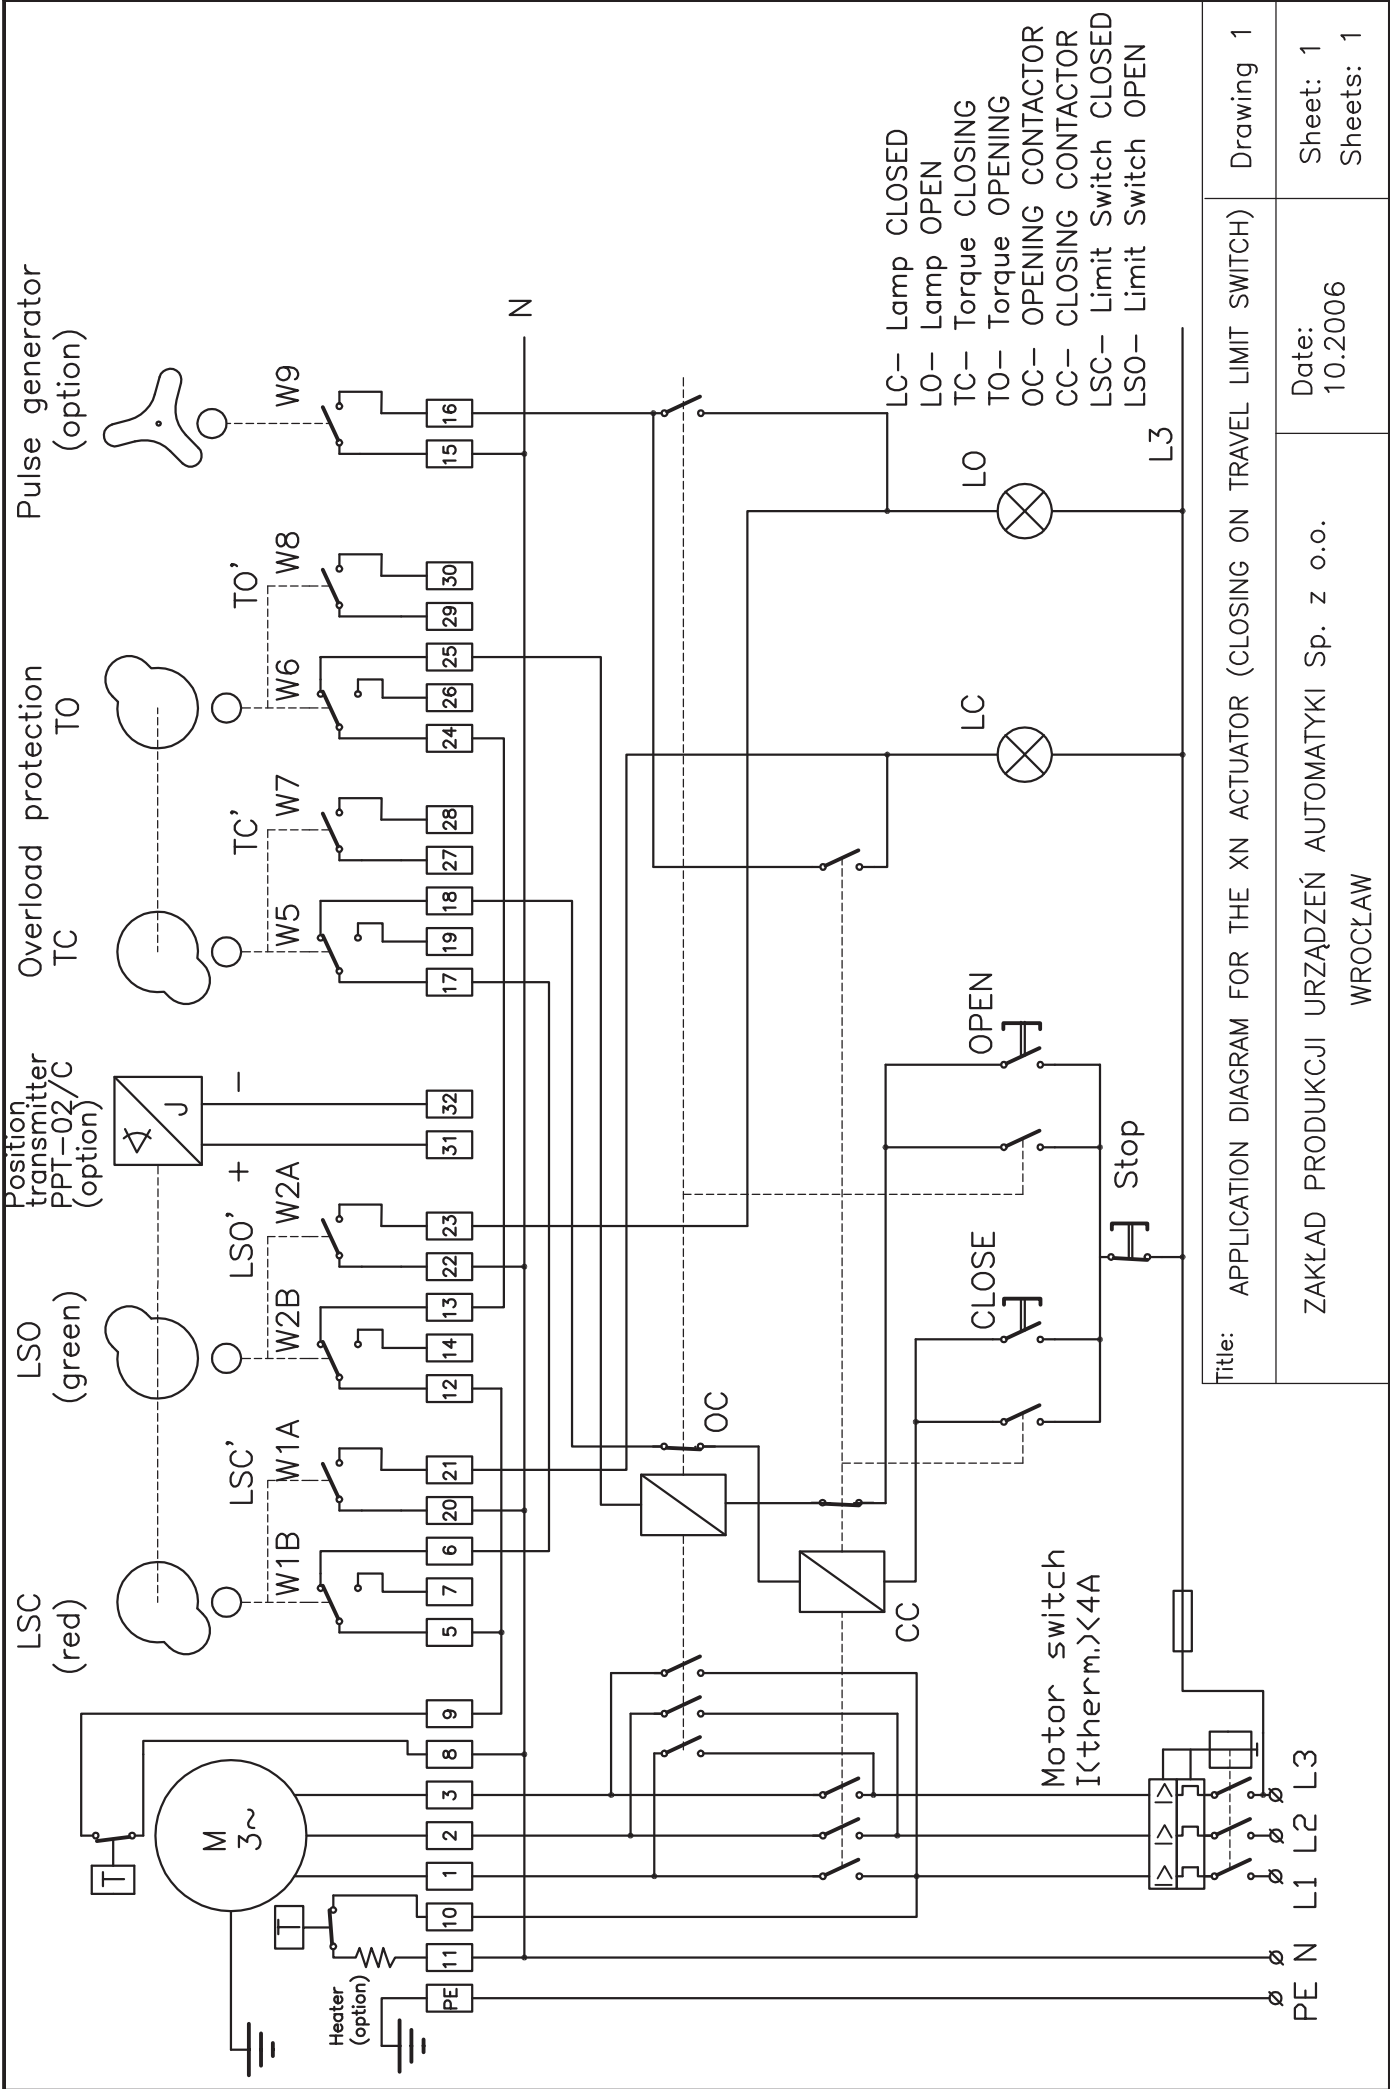 LSC
(red)
LSO
(green)
Position
transmitter
PPT-02/C
(option)
Overload protection
TC
TO
Pulse generator
(option)
LSC'
LSO'
+
-
TC'
TO'
W1B
W1A
W2B
W2A
W5
W7
W6
W8
W9
J
T
M
3~
T
Heater
(option)
PE
11
10
1
2
3
8
9
5
7
6
20
21
12
14
13
22
23
31
32
17
19
18
27
28
24
26
25
29
30
15
16
N
OC
CC
CLOSE
OPEN
Stop
LC
LO
L3
Motor switch
I(therm.)<4A
I>
I>
I>
PE
N
L1
L2
L3
LC- Lamp CLOSED
LO- Lamp OPEN
TC- Torque CLOSING
TO- Torque OPENING
OC- OPENING CONTACTOR
CC- CLOSING CONTACTOR
LSC- Limit Switch CLOSED
LSO- Limit Switch OPEN
Title:
APPLICATION DIAGRAM FOR THE XN ACTUATOR (CLOSING ON TRAVEL LIMIT SWITCH)
Drawing 1
ZAKŁAD PRODUKCJI URZĄDZEŃ AUTOMATYKI Sp. z o.o.
WROCŁAW
Date:
10.2006
Sheet: 1
Sheets: 1